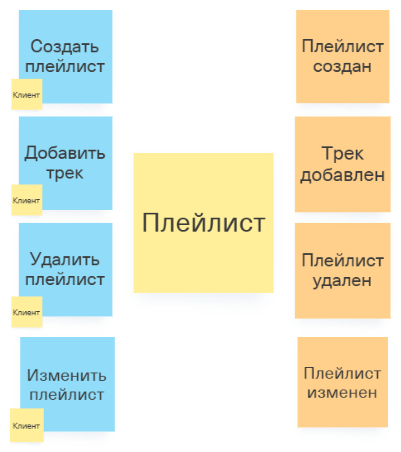 Создать
плейлист
Клиент
Плейлист
создан
Добавить
трек
Клиент
Трек
добавлен
Плейлист
Удалить
плейлист
Клиент
Плейлист
удален
Изменить
плейлист
Клиент
Плейлист
изменен